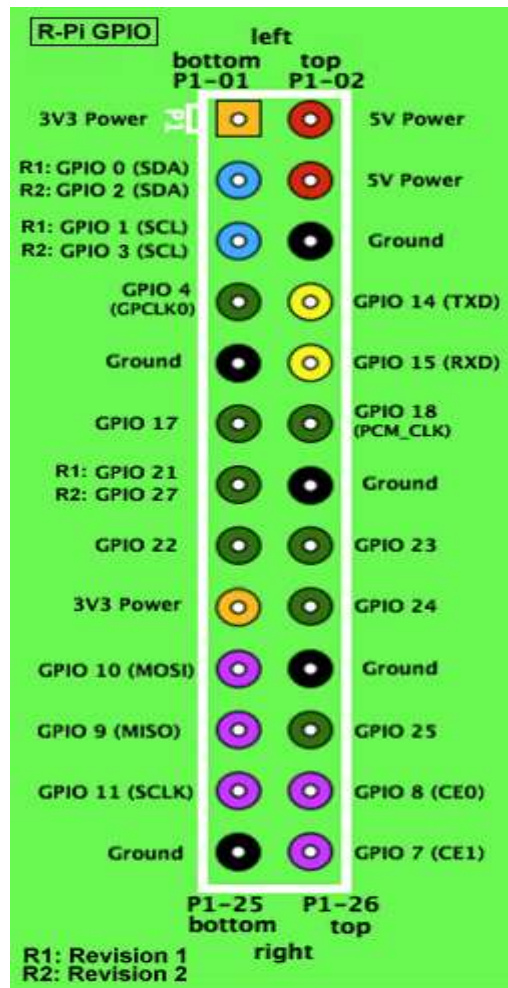 R-Pi GPIO
left
bottom top
P1-01 P1-02
P1
3V3 Power 5V Power
R1: GPIO 0 (SDA)
R2: GPIO 2 (SDA)
5V Power
R1: GPIO 1 (SCL)
R2: GPIO 3 (SCL)
Ground
GPIO 4
(GPCLK0)
GPIO 14 (TXD)
Ground GPIO 15 (RXD)
GPIO 17
GPIO 18
(PCM_CLK)
R1: GPIO 21
R2: GPIO 27
Ground
GPIO 22 GPIO 23
3V3 Power GPIO 24
GPIO 10 (MOSI) Ground
GPIO 9 (MISO) GPIO 25
GPIO 11 (SCLK) GPIO 8 (CE0)
Ground GPIO 7 (CE1)
P1-25 P1-26
bottom top
right
R1: Revision 1
R2: Revision 2